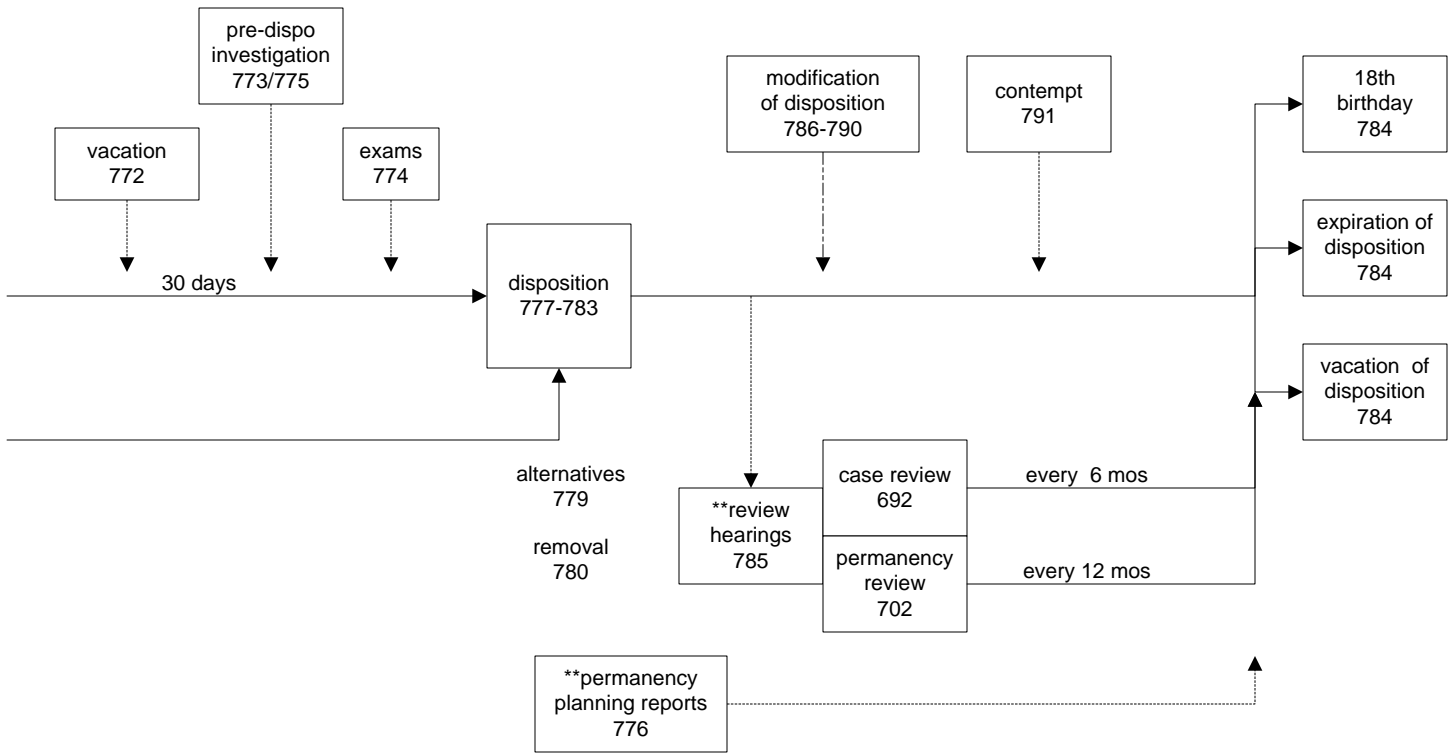 pre-dispo
investigation
773/775
vacation
772
exams
774
modification
of disposition
786-790
contempt
791
18th
birthday
784
30 days
disposition
777-783
expiration of
disposition
784
vacation  of
disposition
784
alternatives
779
removal
780
**review
hearings
785
case review
692
every  6 mos
permanency
review
702
every 12 mos
**permanency
planning reports
776